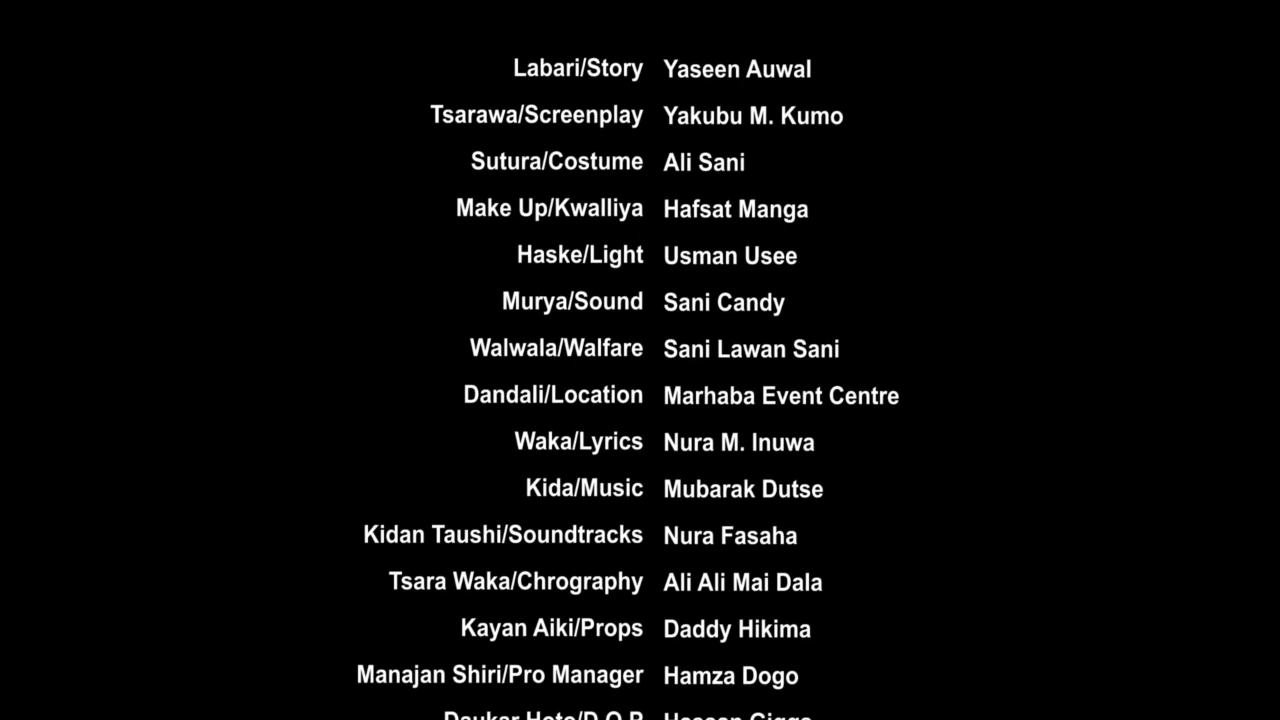 Labari/Story Yaseen Auwal
Tsarawa/Screenplay Yakubu M. Kumo
Sutura/Costume Ali Sani
Make Up/Kwalliya Hafsat Manga
Haske/Light Usman Usee
Murya/Sound Sani Candy
Walwala/Walfare Sani Lawan Sani
Dandali/Location Marhaba Event Centre
Waka/Lyrics Nura M. Inuwa
Kida/Music Mubarak Dutse
Kidan Taushi/Soundtracks Nura Fasaha
Tsara Waka/Chrography Ali Ali Mai Dala
Kayan Aiki/Props Daddy Hikima
Manajan Shiri/Pro Manager Hamza Dogo